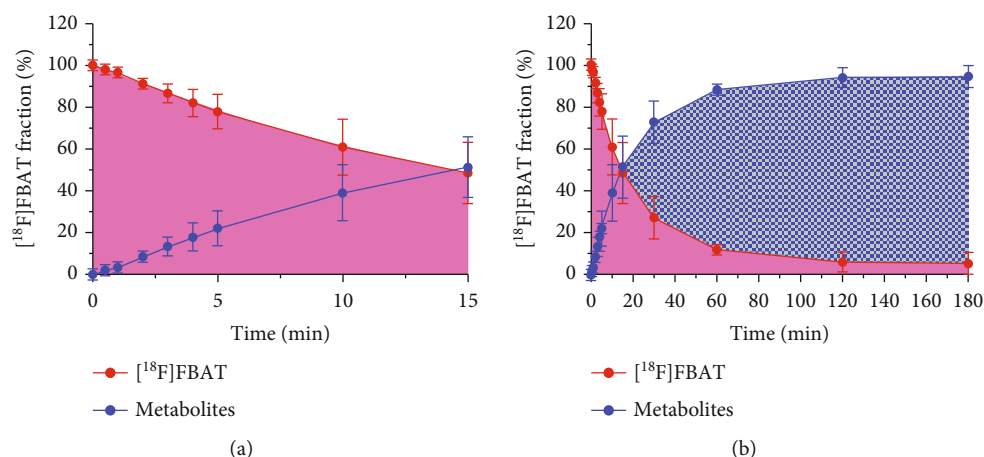 120
100
80
60
40
20
0
[¹⁸F]FBAT fraction (%)
0 5 10 15
Time (min)
[¹⁸F]FBAT
Metabolites
(a)
120
100
80
60
40
20
0
[¹⁸F]FBAT fraction (%)
0 20 40 60 80 100 120 140 160 180
Time (min)
[¹⁸F]FBAT
Metabolites
(b)